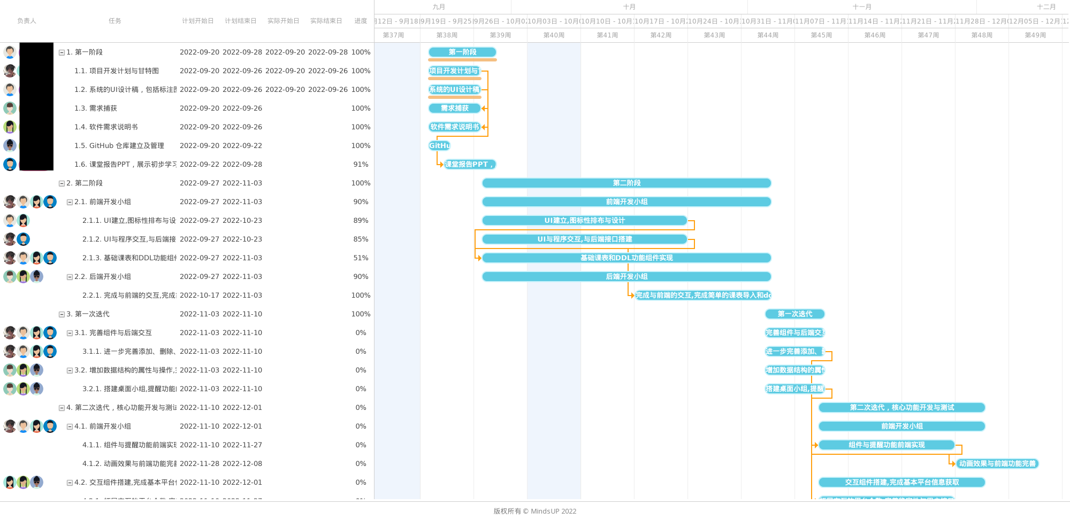 九月 十月 十一月 十二月
负责人 任务 计划开始日 计划结束日 实际开始日 实际结束日 进度 12日 - 9月18 9月19日 - 9月25 9月26日 - 10月0 10月03日 - 10月 10月10日 - 10月 10月17日 - 10月 10月24日 - 10月 10月31日 - 11月 11月07日 - 11月 11月14日 - 11月 11月21日 - 11月 11月28日 - 12月 12月05日 - 12月
第37周 第38周 第39周 第40周 第41周 第42周 第43周 第44周 第45周 第46周 第47周 第48周 第49周
1. 第一阶段 2022-09-20 2022-09-28 2022-09-20 2022-09-28 100% 第一阶段
1.1. 项目开发计划与甘特图 2022-09-20 2022-09-26 2022-09-20 2022-09-26 100% 项目开发计划与
1.2. 系统的UI设计稿，包括标注 2022-09-20 2022-09-26 2022-09-20 2022-09-26 100% 系统的UI设计稿
1.3. 需求捕获 2022-09-20 2022-09-26 100% 需求捕获
1.4. 软件需求说明书 2022-09-20 2022-09-26 100% 软件需求说明书
1.5. GitHub 仓库建立及管理 2022-09-20 2022-09-22 100% GitHu
1.6. 课堂报告PPT，展示初步学习 2022-09-22 2022-09-28 91% 课堂报告PPT，
2. 第二阶段 2022-09-27 2022-11-03 100% 第二阶段
2.1. 前端开发小组 2022-09-27 2022-11-03 90% 前端开发小组
2.1.1. UI建立,图标性排布与设 2022-09-27 2022-10-23 89% UI建立,图标性排布与设计
2.1.2. UI与程序交互,与后端接 2022-09-27 2022-10-23 85% UI与程序交互,与后端接口搭建
2.1.3. 基础课表和DDL功能组件 2022-09-27 2022-11-03 51% 基础课表和DDL功能组件实现
2.2. 后端开发小组 2022-09-27 2022-11-03 90% 后端开发小组
2.2.1. 完成与前端的交互,完成 2022-10-17 2022-11-03 100% 完成与前端的交互,完成简单的课表导入和dd
3. 第一次迭代 2022-11-03 2022-11-10 100% 第一次迭代
3.1. 完善组件与后端交互 2022-11-03 2022-11-10 0% 完善组件与后端交
3.1.1. 进一步完善添加、删除、 2022-11-03 2022-11-10 0% 进一步完善添加、
3.2. 增加数据结构的属性与操作, 2022-11-03 2022-11-10 0% 增加数据结构的属
3.2.1. 搭建桌面小组,提醒功能 2022-11-03 2022-11-10 0% 搭建桌面小组,提醒
4. 第二次迭代，核心功能开发与测试 2022-11-10 2022-12-01 0% 第二次迭代，核心功能开发与测试
4.1. 前端开发小组 2022-11-10 2022-12-01 0% 前端开发小组
4.1.1. 组件与提醒功能前端实现 2022-11-10 2022-11-27 0% 组件与提醒功能前端实现
4.1.2. 动画效果与前端功能完善 2022-11-28 2022-12-08 0% 动画效果与前端功能完善
4.2. 交互组件搭建,完成基本平台 2022-11-10 2022-12-01 0% 交互组件搭建,完成基本平台信息获取
版权所有 © MindsUP 2022